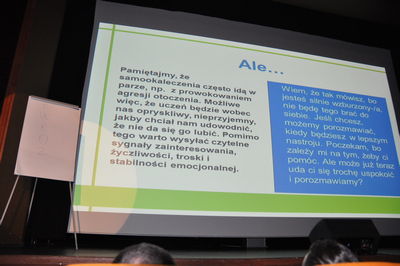 Ale...
Pamiętajmy, że
samookaleczenia często idą w
parze, np. z prowokowaniem
agresji otoczenia. Możliwe
więc, że uczeń będzie wobec
nas opryskliwy, nieprzyjemny,
jakby chciał nam udowodnić,
że nie da się go lubić. Pomimo
tego warto wysyłać czytelne
sygnały zainteresowania,
życzliwości, troski i
stabilności emocjonalnej.
Wiem, że tak mówisz, bo
jesteś silnie wzburzony/a,
nie będę tego brać do
siebie. Jeśli chcesz,
możemy porozmawiać,
kiedy będziesz w lepszym
nastroju. Poczekam, bo
zależy mi na tym, żeby ci
pomóc. Ale może już teraz
uda ci się trochę uspokoić
i porozmawiamy?